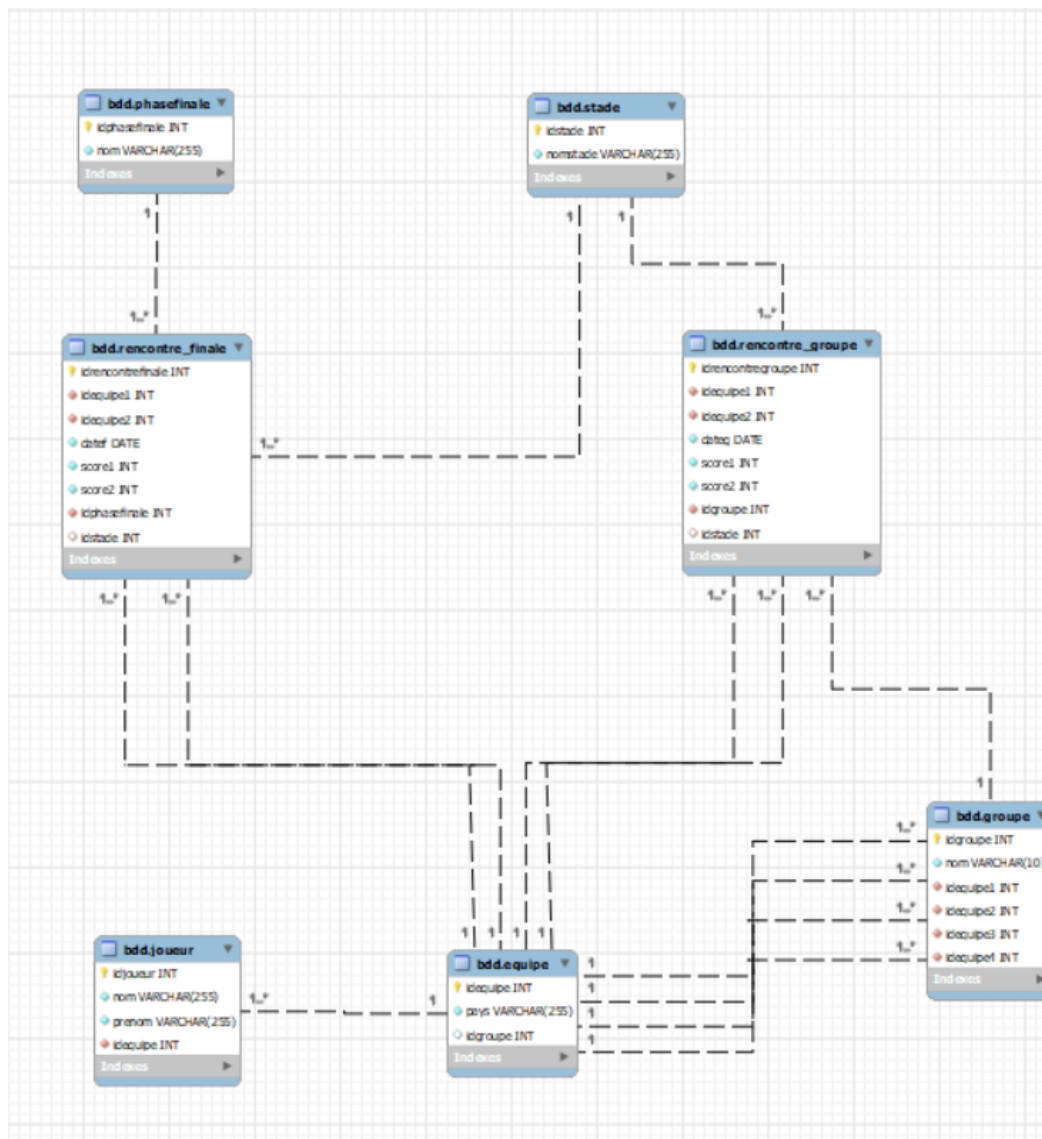 bdd.phasefinale
idphasefinale INT
nom VARCHAR(255)
Indexes
1
1..*
bdd.stade
idstade INT
nomstade VARCHAR(255)
Indexes
1
1
1..*
1..*
bdd.rencontre_finale
idrencontrefinale INT
idequipe1 INT
idequipe2 INT
datef DATE
score1 INT
score2 INT
idphasefinale INT
idstade INT
Indexes
1..*
1..*
bdd.rencontre_groupe
idrencontregroupe INT
idequipe1 INT
idequipe2 INT
dateg DATE
score1 INT
score2 INT
idgroupe INT
idstade INT
Indexes
1..*
1..*
1..*
1
bdd.groupe
idgroupe INT
nom VARCHAR(10)
idequipe1 INT
idequipe2 INT
idequipe3 INT
idequipe4 INT
Indexes
1..*
1..*
1..*
1..*
bdd.joueur
idjoueur INT
nom VARCHAR(255)
prenom VARCHAR(255)
idequipe INT
Indexes
1..*
1
1
1
1
1
bdd.equipe
idequipe INT
pays VARCHAR(255)
idgroupe INT
Indexes
1
1
1
1